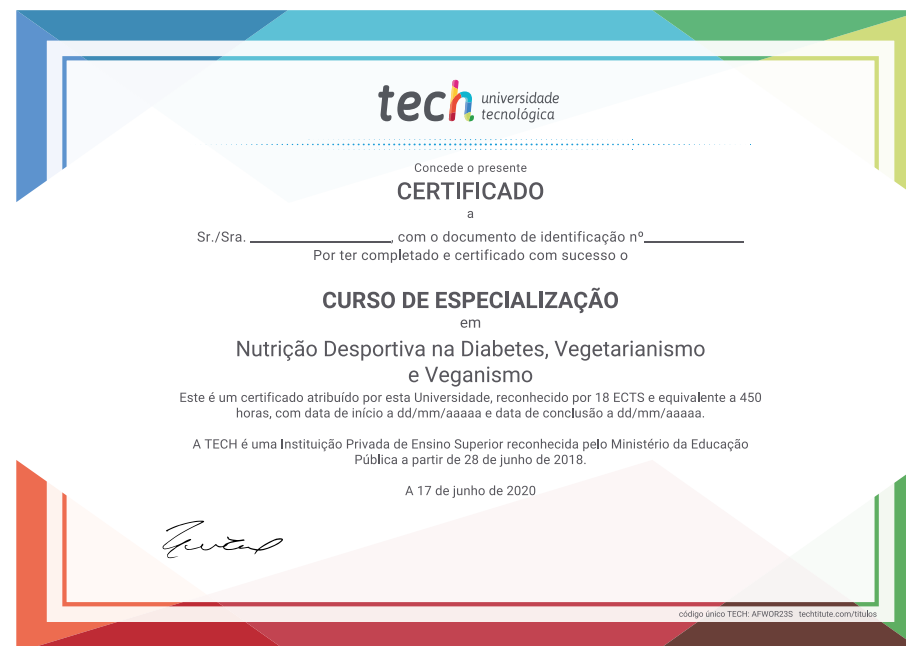 tech universidade
tecnológica
Concede o presente
CERTIFICADO
a
Sr./Sra. , com o documento de identificação nº
Por ter completado e certificado com sucesso o
CURSO DE ESPECIALIZAÇÃO
em
Nutrição Desportiva na Diabetes, Vegetarianismo
e Veganismo
Este é um certificado atribuído por esta Universidade, reconhecido por 18 ECTS e equivalente a 450
horas, com data de início a dd/mm/aaaaa e data de conclusão a dd/mm/aaaaa.
A TECH é uma Instituição Privada de Ensino Superior reconhecida pelo Ministério da Educação
Pública a partir de 28 de junho de 2018.
A 17 de junho de 2020
código único TECH: AFWOR23S techtitute.com/titulos